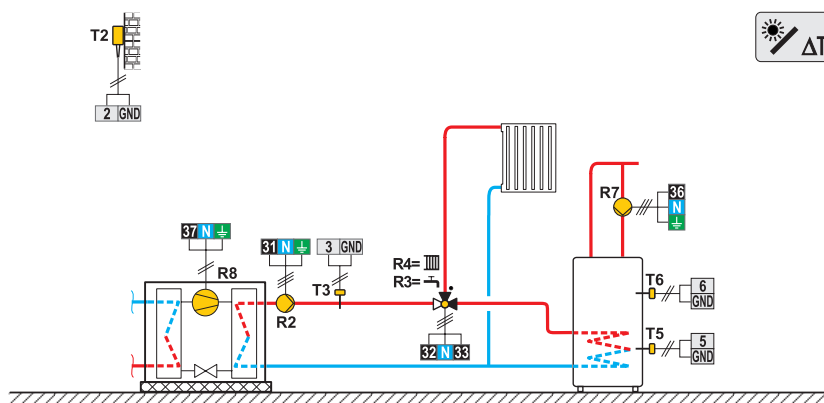 T2
2 GND
ΔT
R7
36
N
37 N
R8
31 N
3 GND
R2
T3
R4=
R3=
32 N 33
T6
6
GND
T5
5
GND